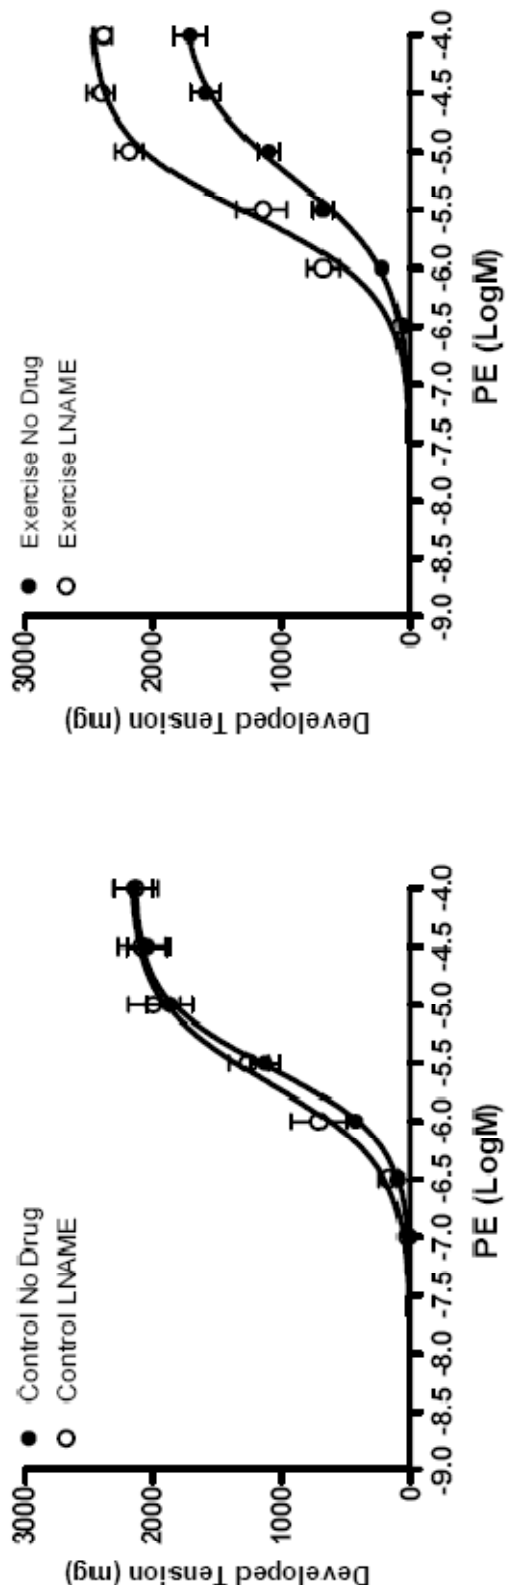 ● Control No Drug
○ Control LNAME
Developed Tension (mg)
3000
2000
1000
0
-9.0 -8.5 -8.0 -7.5 -7.0 -6.5 -6.0 -5.5 -5.0 -4.5 -4.0
PE (LogM)
● Exercise No Drug
○ Exercise LNAME
Developed Tension (mg)
3000
2000
1000
0
-9.0 -8.5 -8.0 -7.5 -7.0 -6.5 -6.0 -5.5 -5.0 -4.5 -4.0
PE (LogM)